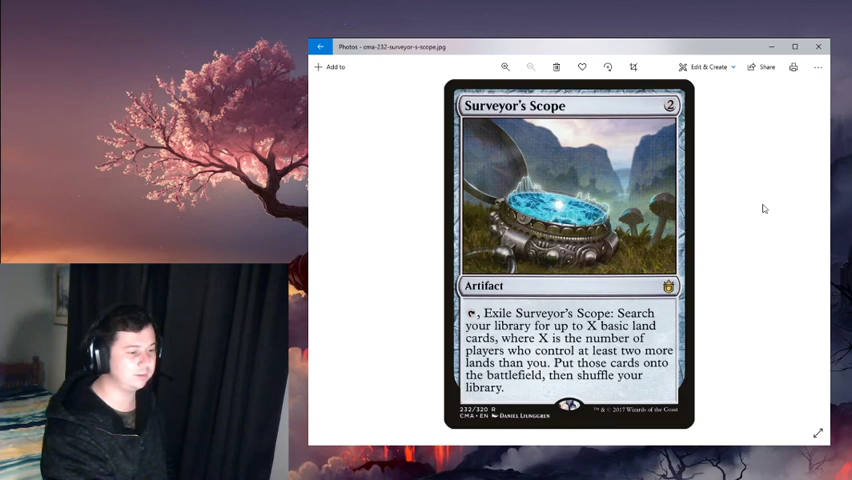 Photos - cma-232-surveyor-s-scope.jpg
Add to
Edit & Create
Share
Surveyor's Scope 2
Artifact
, Exile Surveyor's Scope: Search
your library for up to X basic land
cards, where X is the number of
players who control at least two more
lands than you. Put those cards onto
the battlefield, then shuffle your
library.
232/320 R
CMA • EN DANIEL LJUNGGREN
™ & © 2017 Wizards of the Coast